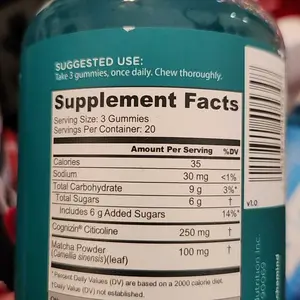 SUGGESTED USE:
Take 3 gummies, once daily. Chew thoroughly.
Supplement Facts
Serving Size: 3 Gummies
Servings Per Container: 20
Amount Per Serving %DV
Calories 35
Sodium 30 mg <1%
Total Carbohydrate 9 g 3%*
Total Sugars 6 g †
Includes 6 g Added Sugars 14%*
Cognizin® Citicoline 250 mg †
Matcha Powder 100 mg †
(Camellia sinensis)(leaf)
* Percent Daily Values (DV) are based on a 2000 calorie diet.
†Daily Value (DV) not established.
v1.0